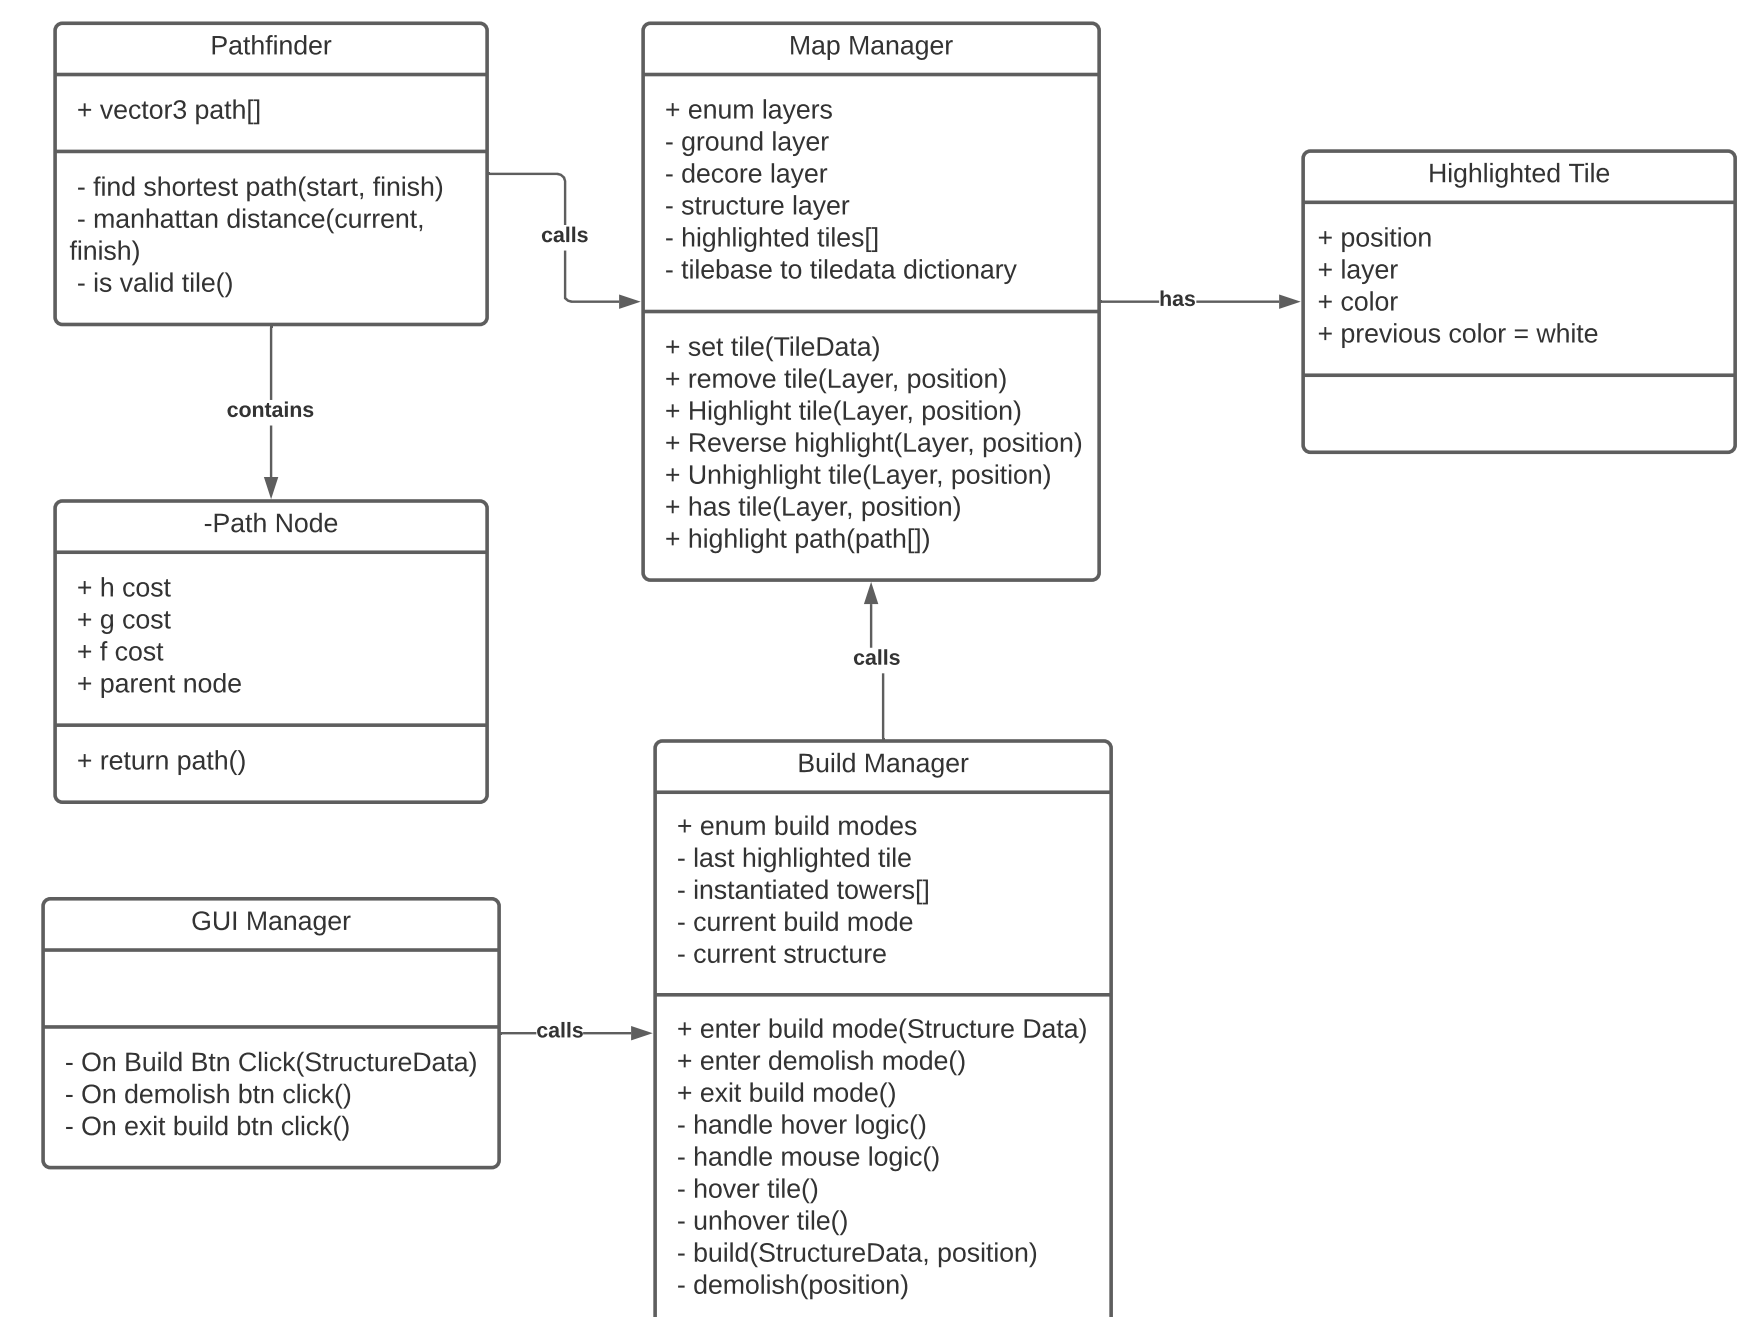 Pathfinder
+ vector3 path[]
- find shortest path(start, finish)
- manhattan distance(current,
finish)
- is valid tile()
calls
contains
Map Manager
+ enum layers
- ground layer
- decore layer
- structure layer
- highlighted tiles[]
- tilebase to tiledata dictionary
+ set tile(TileData)
+ remove tile(Layer, position)
+ Highlight tile(Layer, position)
+ Reverse highlight(Layer, position)
+ Unhighlight tile(Layer, position)
+ has tile(Layer, position)
+ highlight path(path[])
has
Highlighted Tile
+ position
+ layer
+ color
+ previous color = white
-Path Node
+ h cost
+ g cost
+ f cost
+ parent node
+ return path()
calls
Build Manager
+ enum build modes
- last highlighted tile
- instantiated towers[]
- current build mode
- current structure
+ enter build mode(Structure Data)
+ enter demolish mode()
+ exit build mode()
- handle hover logic()
- handle mouse logic()
- hover tile()
- unhover tile()
- build(StructureData, position)
- demolish(position)
GUI Manager
- On Build Btn Click(StructureData)
- On demolish btn click()
- On exit build btn click()
calls